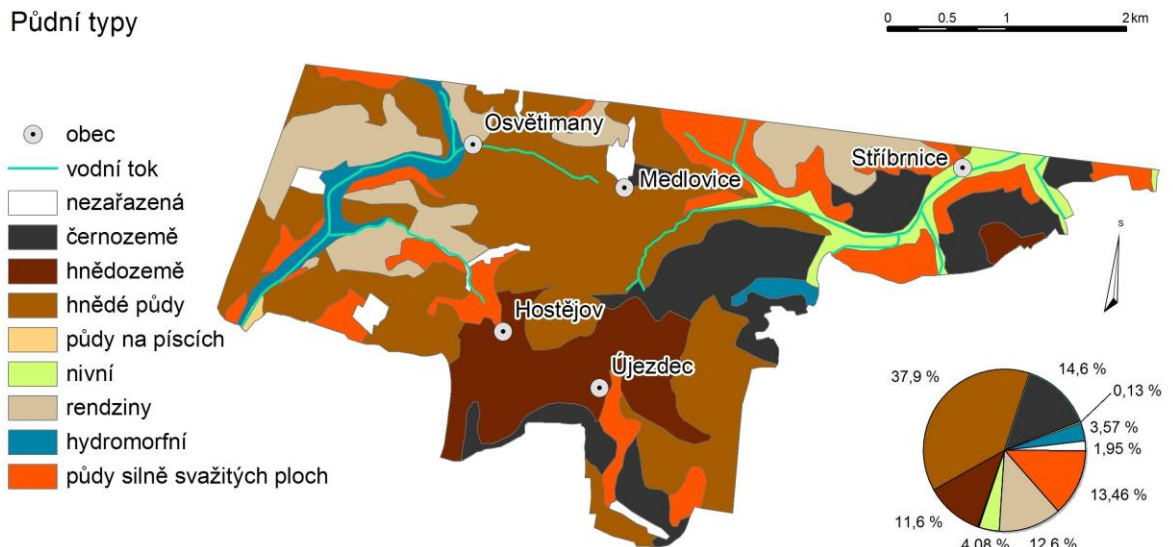 Půdní typy
0 0.5 1 2 km
obec
vodní tok
nezařazená
černozemě
hnědozemě
hnědé půdy
půdy na píscích
nivní
rendziny
hydromorfní
půdy silně svažitých ploch
Osvětimany
Medlovice
Stříbrnice
Hostějov
Újezdec
S
37,9 %
14,6 %
0,13 %
3,57 %
1,95 %
13,46 %
12,6 %
4,08 %
11,6 %